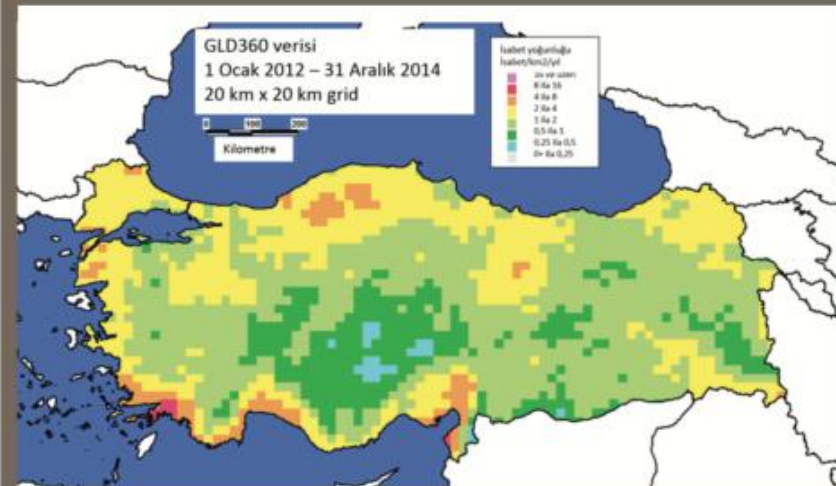 GLD360 verisi
1 Ocak 2012 – 31 Aralık 2014
20 km x 20 km grid
0 100 200
Kilometre
İsabet yoğunluğu
İsabet/km2/yıl
ve uzeri
8 ila 16
4 ila 8
2 ila 4
1 ila 2
0,5 ila 1
0,25 ila 0,5
0+ ila 0,25